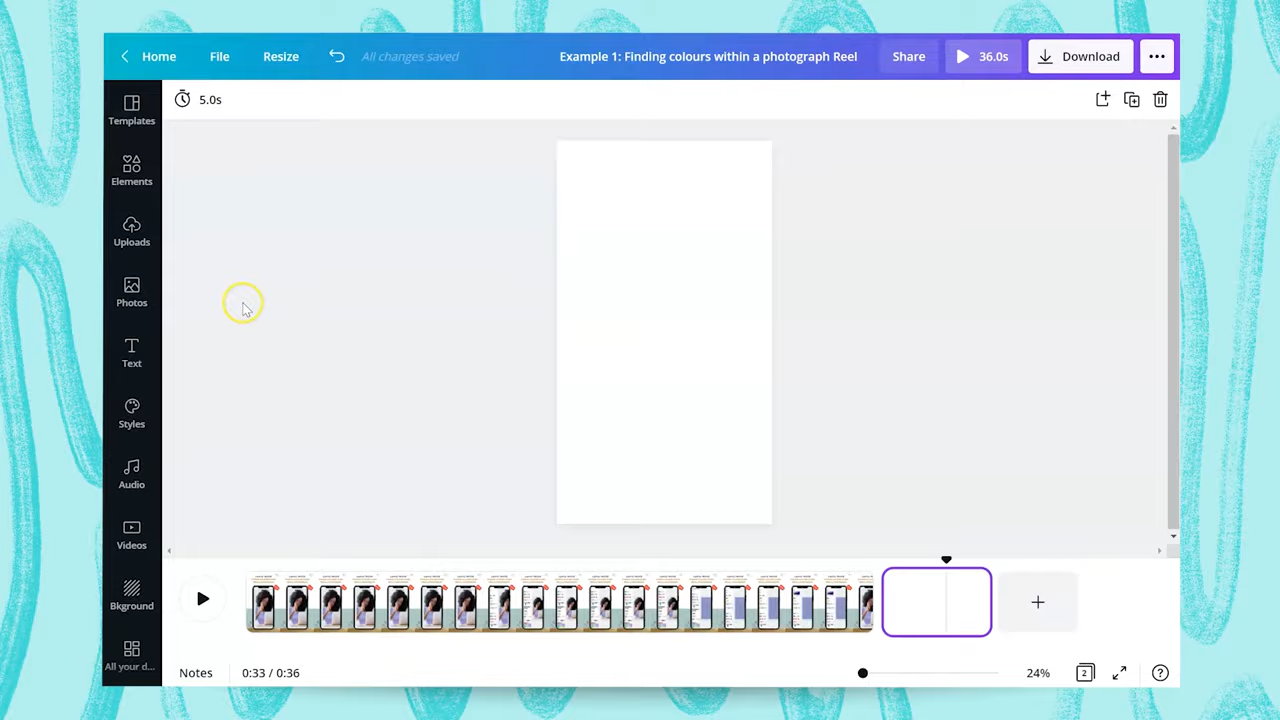 Home File Resize All changes saved Example 1: Finding colours within a photograph Reel Share 36.0s Download
5.0s
Templates
Elements
Uploads
Photos
Text
Styles
Audio
Videos
Bkground
All your d...
Notes 0:33 / 0:36 24% 2